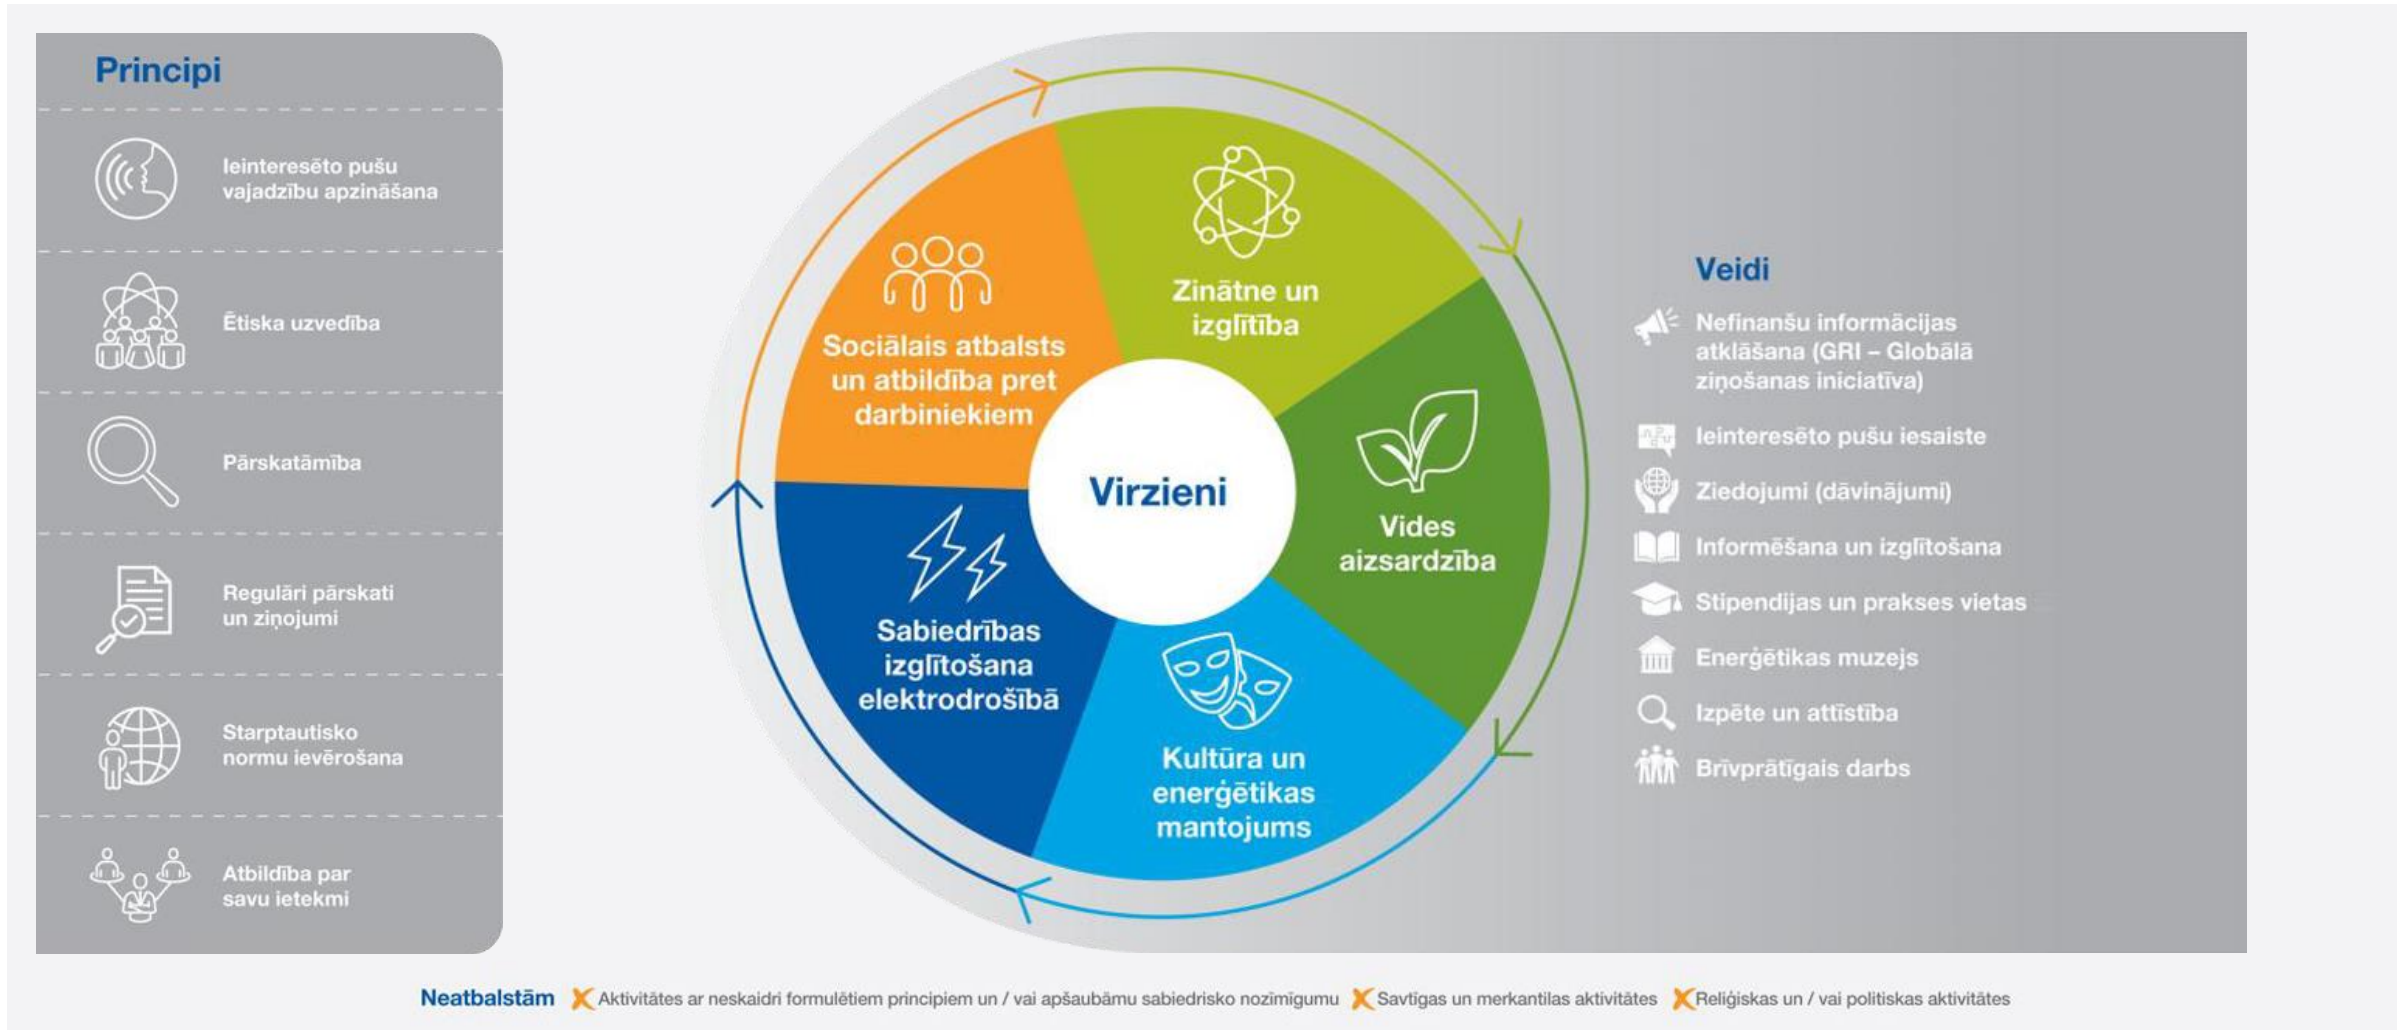 Principi
Ieinteresēto pušu
vajadzību apzināšana
Ētiska uzvedība
Pārskatāmība
Regulāri pārskati
un ziņojumi
Starptautisko
normu ievērošana
Atbildība par
savu ietekmi
Virzieni
Zinātne un
izglītība
Vides
aizsardzība
Kultūra un
enerģētikas
mantojums
Sabiedrības
izglītošana
elektrodrošībā
Sociālais atbalsts
un atbildība pret
darbiniekiem
Veidi
Nefinanšu informācijas
atklāšana (GRI – Globālā
ziņošanas iniciatīva)
Ieinteresēto pušu iesaiste
Ziedojumi (dāvinājumi)
Informēšana un izglītošana
Stipendijas un prakses vietas
Enerģētikas muzejs
Izpēte un attīstība
Brīvprātīgais darbs
Neatbalstām Aktivitātes ar neskaidri formulētiem principiem un / vai apšaubāmu sabiedrisko nozīmīgumu Savtīgas un merkantilas aktivitātes Reliģiskas un / vai politiskas aktivitātes